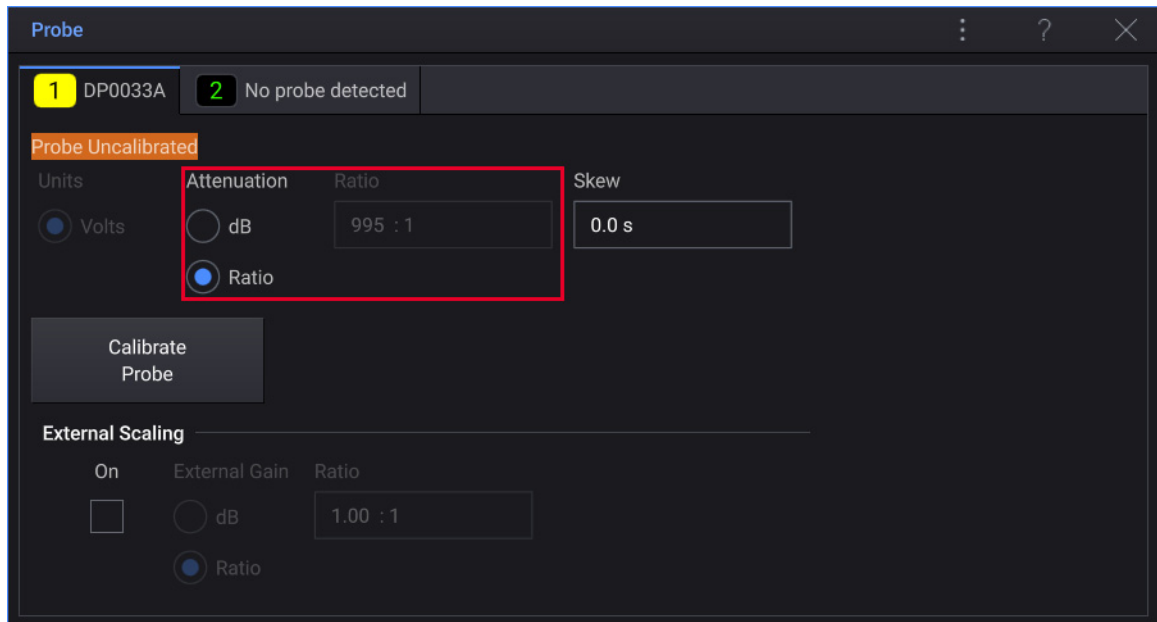 Probe
?
1 DP0033A 2 No probe detected
Probe Uncalibrated
Units Attenuation Ratio Skew
Volts dB 995 : 1 0.0 s
Ratio
Calibrate
Probe
External Scaling
On External Gain Ratio
dB 1.00 : 1
Ratio